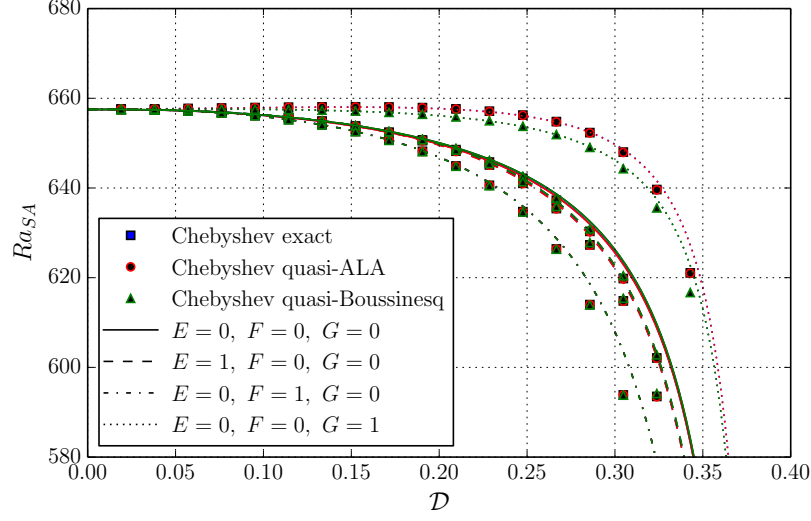 680
660
640
620
600
580
Ra_{SA}
Chebyshev exact
Chebyshev quasi-ALA
Chebyshev quasi-Boussinesq
E = 0, F = 0, G = 0
E = 1, F = 0, G = 0
E = 0, F = 1, G = 0
E = 0, F = 0, G = 1
0.00 0.05 0.10 0.15 0.20 0.25 0.30 0.35 0.40
𝒟